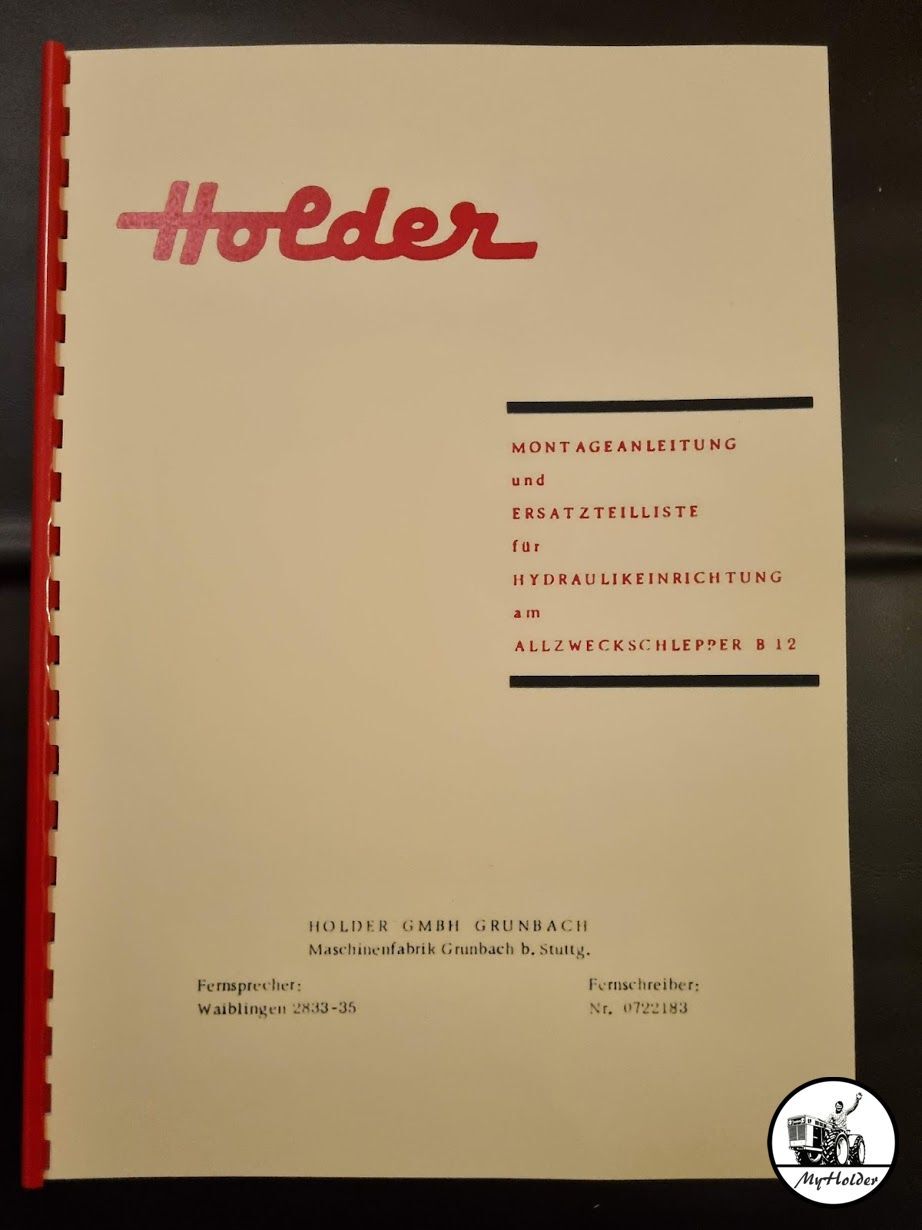 Holder
MONTAGEANLEITUNG
und
ERSATZTEILLISTE
für
HYDRAULIKEINRICHTUNG
am
ALLZWECKSCHLEPPER B 12
HOLDER GMBH GRUNBACH
Maschinenfabrik Grunbach b. Stuttg.
Fernsprecher:
Waiblingen 2833-35
Fernschreiber:
Nr. 0722183
MyHolder